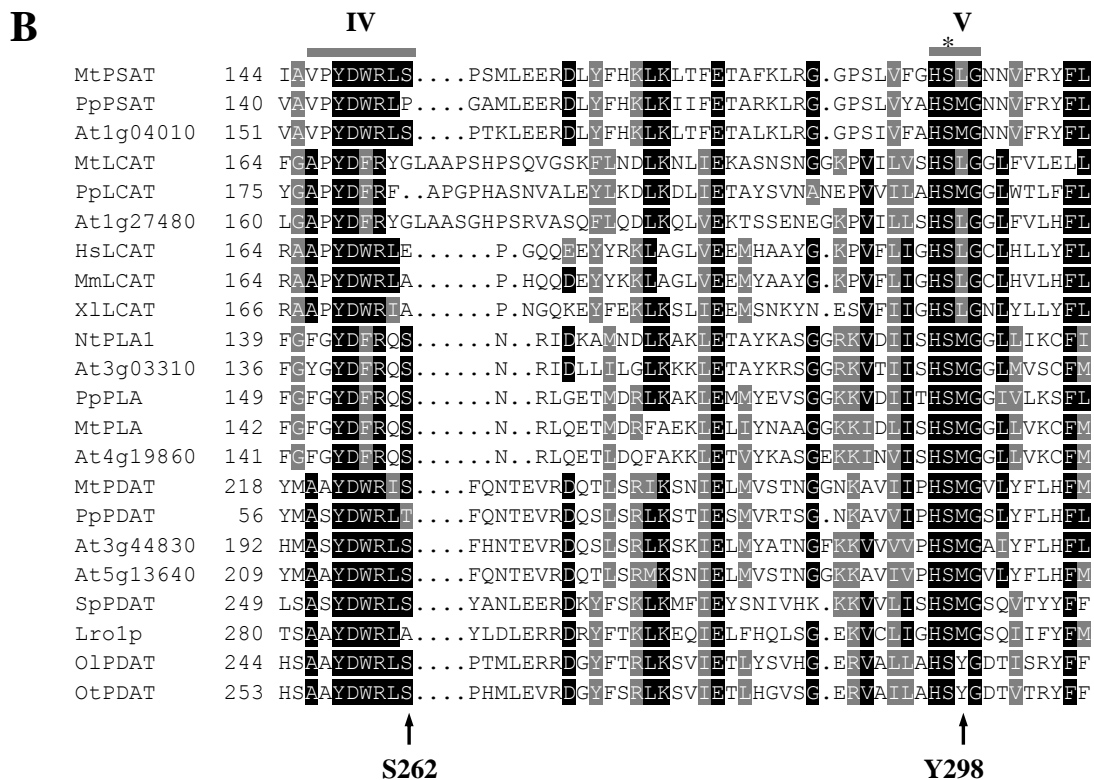 B
IV V
*
MtPSAT 144 IAVPYDWRLS....PSMLEERDLYFHKLKLTFETAFKLRG.GPSLVFGHSLGNNVFRYFL
PpPSAT 140 VAVPYDWRLP....GAMLEERDLYFHKLKIIFETARKLRG.GPSLVYAHSMGNNVFRYFL
At1g04010 151 VAVPYDWRLS....PTKLEERDLYFHKLKLTFETALKLRG.GPSIVFAHSMGNNVFRYFL
MtLCAT 164 FGAPYDFRYGLAAPSHPSQVGSKFLNDLKNLIEKASNSNGGKPVILVSHSLGGLFVLELL
PpLCAT 175 YGAPYDFRF..APGPHASNVALEYLKDLKDLIETAYSVNANEPVVILAHSMGGLWTLFFL
At1g27480 160 LGAPYDFRYGLAASGHPSRVASQFLQDLKQLVEKTSSENEGKPVILLSHSLGGLFVLHFL
HsLCAT 164 RAAPYDWRLE......P.GQQEEYYRKLAGLVEEMHAAYG.KPVFLIGHSLGCLHLLYFL
MmLCAT 164 RAAPYDWRLA......P.HQQDEYYKKLAGLVEEMYAAYG.KPVFLIGHSLGCLHVLHFL
XlLCAT 166 RAAPYDWRIA......P.NGQKEYFEKLKSLIEEMSNKYN.ESVFIIGHSLGNLYLLYFL
NtPLA1 139 FGFGYDFRQS......N..RIDKAMNDLKAKLETAYKASGGRKVDIISHSMGGLLIKCFI
At3g03310 136 FGYGYDFRQS......N..RIDLLILGLKKKLETAYKRSGGRKVTIISHSMGGLMVSCFM
PpPLA 149 FGFGYDFRQS......N..RLGETMDRLKAKLEMMYEVSGGKKVDIITHSMGGIVLKSFL
MtPLA 142 FGFGYDFRQS......N..RLQETMDRFAEKLELIYNAAGGKKIDLISHSMGGLLVKCFM
At4g19860 141 FGFGYDFRQS......N..RLQETLDQFAKKLETVYKASGEKKINVISHSMGGLLVKCFM
MtPDAT 218 YMAAYDWRIS....FQNTEVRDQTLSRIKSNIELMVSTNGGNKAVIIPHSMGVLYFLHFM
PpPDAT 56 YMASYDWRLT....FQNTEVRDQSLSRLKSTIESMVRTSG.NKAVVIPHSMGSLYFLHFL
At3g44830 192 HMASYDWRLS....FHNTEVRDQSLSRLKSKIELMYATNGFKKVVVVPHSMGAIYFLHFL
At5g13640 209 YMAAYDWRLS....FQNTEVRDQTLSRMKSNIELMVSTNGGKKAVIVPHSMGVLYFLHFM
SpPDAT 249 LSASYDWRLS....YANLEERDKYFSKLKMFIEYSNIVHK.KKVVLISHSMGSQVTYYFF
Lro1p 280 TSAAYDWRLA....YLDLERRDRYFTKLKEQIELFHQLSG.EKVCLIGHSMGSQIIFYFM
OlPDAT 244 HSAAYDWRLS....PTMLERRDGYFTRLKSVIETLYSVHG.ERVALLAHSYGDTISRYFF
OtPDAT 253 HSAAYDWRLS....PHMLEVRDGYFSRLKSVIETLHGVSG.ERVAILAHSYGDTVTRYFF
S262 Y298